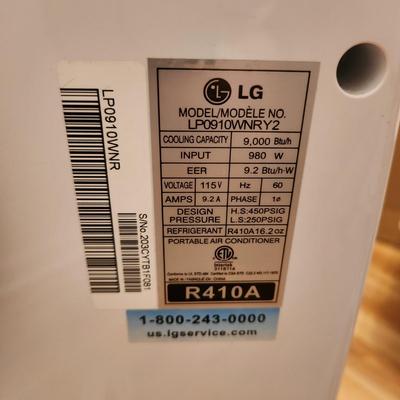 LG
MODEL/MODÈLE NO.
LP0910WNRY2
COOLING CAPACITY 9,000 Btu/h
INPUT 980 W
EER 9.2 Btu/h·W
VOLTAGE 115V Hz 60
AMPS 9.2 A PHASE 1ø
DESIGN PRESSURE H.S:450PSIG
L.S:250PSIG
REFRIGERANT R410A16.2oz
PORTABLE AIR CONDITIONER
Intertek
R410A
1-800-243-0000
us.lgservice.com
LP0910WNR
S/No.203CYTB1F081